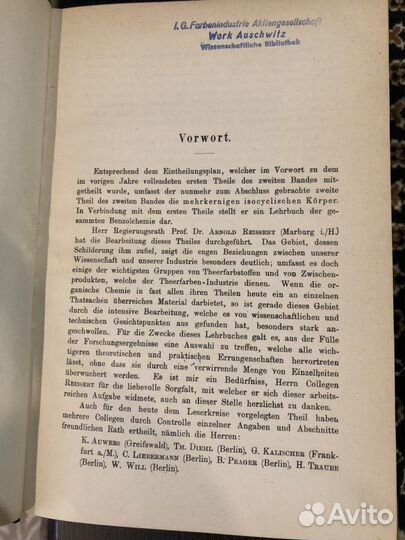 I. G. Farbenindustrie Aktiengesellschaft
Werk Auschwitz
Wissenschaftliche Bibliothek
Vorwort.
Entsprechend dem Eintheilungsplan, welcher im Vorwort zu dem
im vorigen Jahre vollendeten ersten Theile des zweiten Bandes mit-
getheilt wurde, umfasst der nunmehr zum Abschluss gebrachte zweite
Theil des zweiten Bandes die mehrkernigen isocyclischen Körper.
In Verbindung mit dem ersten Theile stellt er ein Lehrbuch der ge-
sammten Benzolchemie dar.
Herr Regierungsrath Prof. Dr. Arnold Reissert (Marburg i./H.)
hat die Bearbeitung dieses Theiles durchgeführt. Das Gebiet, dessen
Schilderung ihm zufiel, zeigt die engen Beziehungen zwischen unserer
Wissenschaft und unserer Industrie besonders deutlich; umfasst es doch
einige der wichtigsten Gruppen von Theerfarbstoffen und von Zwischen-
produkten, welche der Theerfarben-Industrie dienen. Wenn die or-
ganische Chemie in fast allen ihren Theilen heute ein an einzelnen
Thatsachen überreiches Material darbietet, so ist gerade dieses Gebiet
durch die intensive Bearbeitung, welche es von wissenschaftlichen und
technischen Gesichtspunkten aus gefunden hat, besonders stark an-
geschwollen. Für die Zwecke dieses Lehrbuches galt es, aus der Fülle
der Forschungsergebnisse eine Auswahl zu treffen, welche alle wich-
tigeren theoretischen und praktischen Errungenschaften hervortreten
lässt, ohne dass sie durch eine verwirrende Menge von Einzelheiten
überwuchert werden. Es ist mir ein Bedürfniss, Herrn Collegen
Reissert für die liebevolle Sorgfalt, mit welcher er sich dieser arbeits-
reichen Aufgabe widmete, auch an dieser Stelle herzlichst zu danken.
Auch für den heute dem Leserkreise vorgelegten Theil haben
mehrere Collegen durch Controlle einzelner Angaben und Abschnitte
freundlichen Rath ertheilt, nämlich die Herren:
K. Auwers (Greifswald), Th. Diehl (Berlin), G. Kalischer (Frank-
furt a./M.), C. Liebermann (Berlin), B. Prager (Berlin), H. Traube
(Berlin), W. Will (Berlin).
Avito